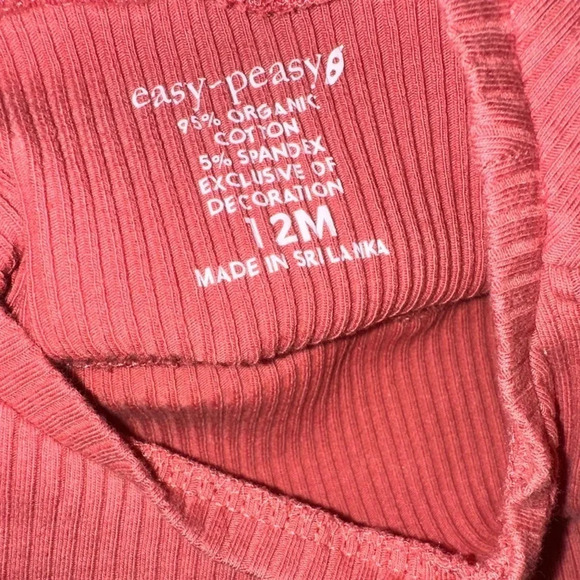 easy-peasy
95% ORGANIC
COTTON
5% SPANDEX
EXCLUSIVE OF
DECORATION
12M
MADE IN SRI LANKA